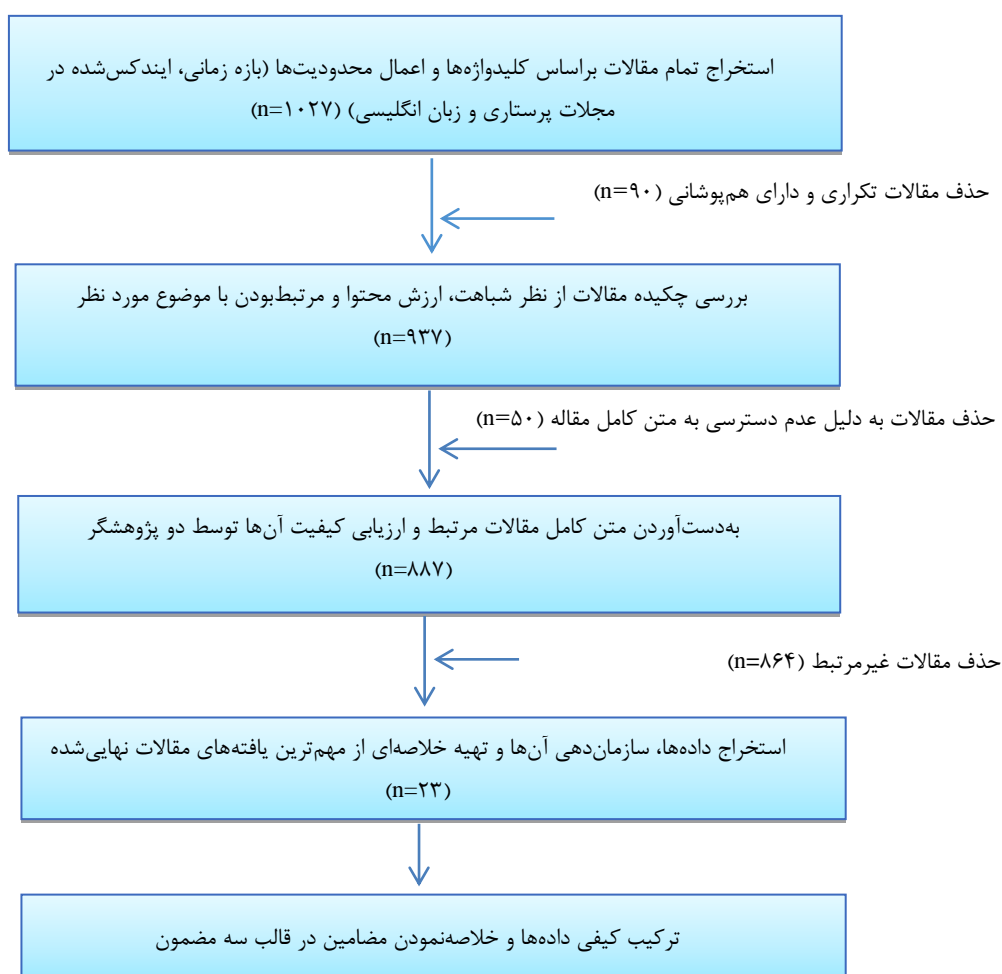 استخراج تمام مقالات براساس کلیدواژه‌ها و اعمال محدودیت‌ها (بازه زمانی، ایندکس‌شده در
مجلات پرستاری و زبان انگلیسی) (n=۱۰۲۷)
حذف مقالات تکراری و دارای هم‌پوشانی (n=۹۰)
بررسی چکیده مقالات از نظر شباهت، ارزش محتوا و مرتبط‌بودن با موضوع مورد نظر
(n=۹۳۷)
حذف مقالات به دلیل عدم دسترسی به متن کامل مقاله (n=۵۰)
به‌دست‌آوردن متن کامل مقالات مرتبط و ارزیابی کیفیت آن‌ها توسط دو پژوهشگر
(n=۸۸۷)
حذف مقالات غیرمرتبط (n=۸۶۴)
استخراج داده‌ها، سازمان‌دهی آن‌ها و تهیه خلاصه‌ای از مهم‌ترین یافته‌های مقالات نهایی‌شده
(n=۲۳)
ترکیب کیفی داده‌ها و خلاصه‌نمودن مضامین در قالب سه مضمون